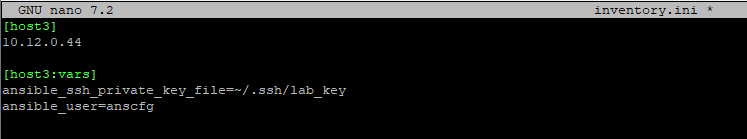 GNU nano 7.2 inventory.ini *
[host3]
10.12.0.44
[host3:vars]
ansible_ssh_private_key_file=~/.ssh/lab_key
ansible_user=anscfg